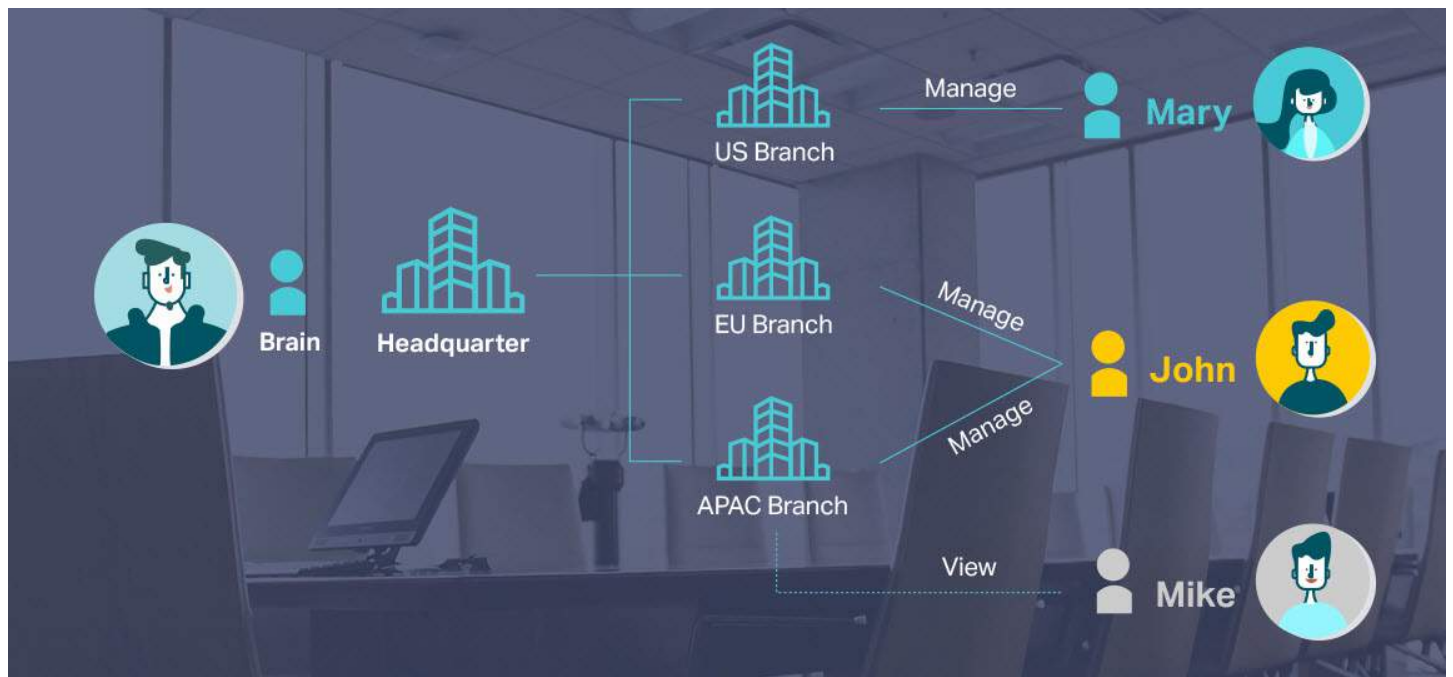 Manage
Mary
US Branch
Brain
Headquarter
EU Branch
Manage
John
Manage
APAC Branch
View
Mike